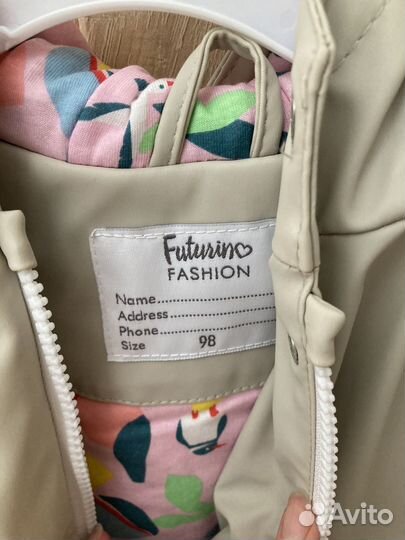 Futurino
FASHION
Name..............................
Address..........................
Phone............................
Size 98
Avito